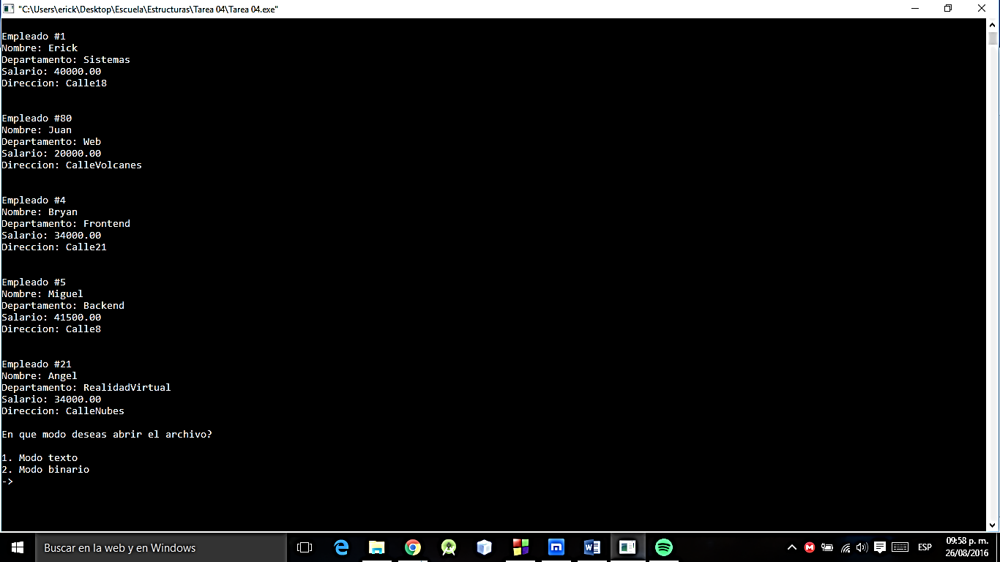 "C:\Users\erick\Desktop\Escuela\Estructuras\Tarea 04\Tarea 04.exe"
Empleado #1
Nombre: Erick
Departamento: Sistemas
Salario: 40000.00
Direccion: Calle18
Empleado #80
Nombre: Juan
Departamento: Web
Salario: 20000.00
Direccion: CalleVolcanes
Empleado #4
Nombre: Bryan
Departamento: Frontend
Salario: 34000.00
Direccion: Calle21
Empleado #5
Nombre: Miguel
Departamento: Backend
Salario: 41500.00
Direccion: Calle8
Empleado #21
Nombre: Angel
Departamento: RealidadVirtual
Salario: 34000.00
Direccion: CalleNubes
En que modo deseas abrir el archivo?
1. Modo texto
2. Modo binario
->
Buscar en la web y en Windows
ESP
09:58 p. m.
26/08/2016